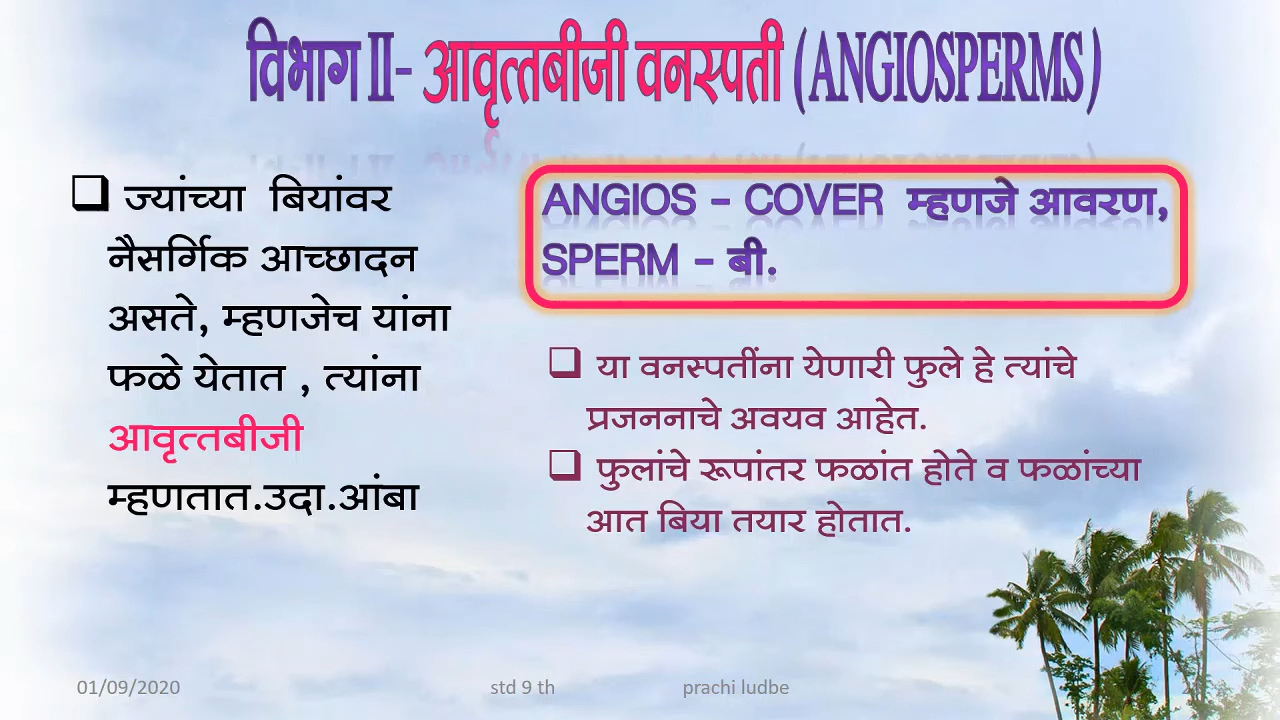 विभाग II- आवृत्तबीजी वनस्पती (ANGIOSPERMS)
ज्यांच्या बियांवर
नैसर्गिक आच्छादन
असते, म्हणजेच यांना
फळे येतात , त्यांना
आवृत्तबीजी
म्हणतात.उदा.आंबा
ANGIOS – COVER म्हणजे आवरण,
SPERM – बी.
या वनस्पतींना येणारी फुले हे त्यांचे
प्रजननाचे अवयव आहेत.
फुलांचे रूपांतर फळांत होते व फळांच्या
आत बिया तयार होतात.
01/09/2020 std 9 th prachi ludbe